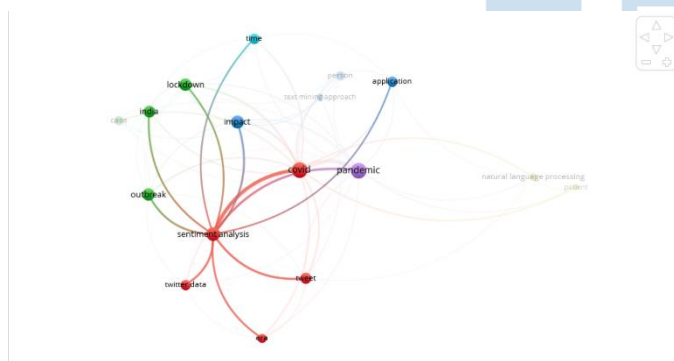 time
person
lockdown
application
text mining approach
india
case
impact
covid
pandemic
natural language processing
patient
outbreak
sentiment analysis
twitter data
tweet
era